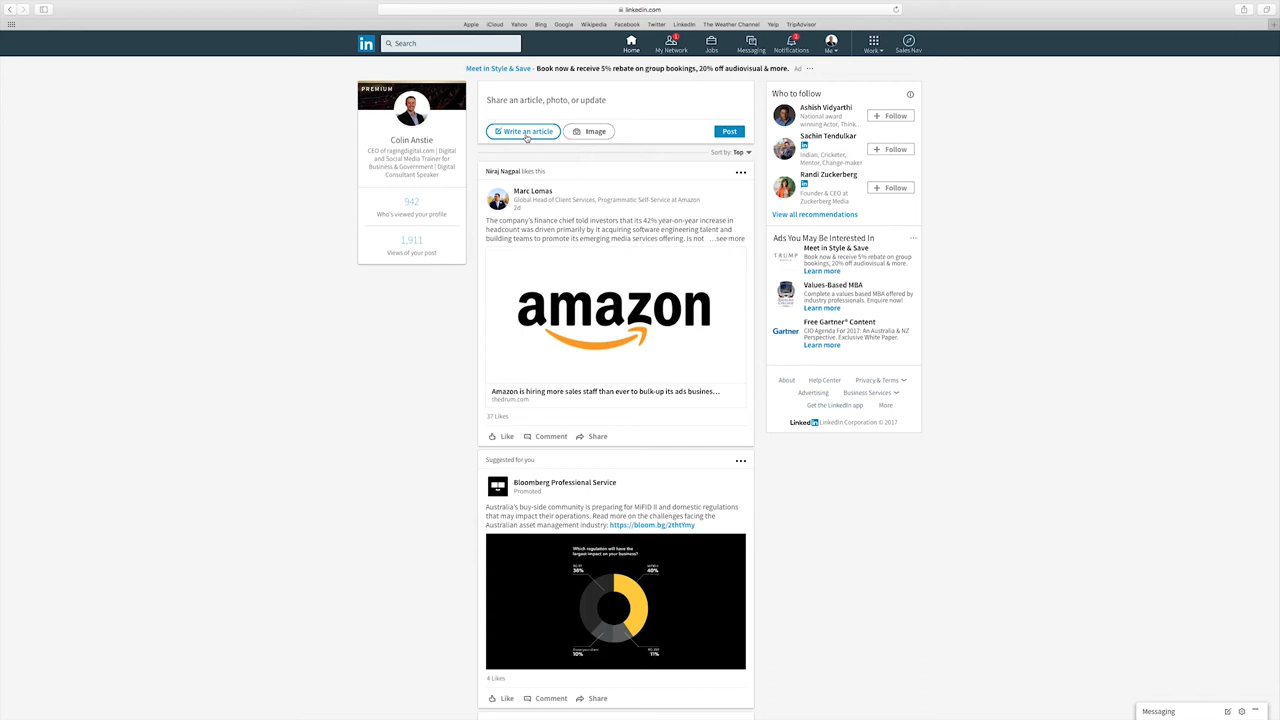 linkedin.com
Apple iCloud Yahoo Bing Google Wikipedia Facebook Twitter LinkedIn The Weather Channel Yelp TripAdvisor
in Search
Home My Network 1 Jobs Messaging Notifications 1 Me Work Sales Nav
Meet in Style & Save - Book now & receive 5% rebate on group bookings, 20% off audiovisual & more. Ad ...
PREMIUM
Colin Anstie
CEO of ragingdigital.com | Digital
and Social Media Trainer for
Business & Government | Digital
Consultant Speaker
942
Who's viewed your profile
1,911
Views of your post
Share an article, photo, or update
Write an article Image Post
Sort by: Top
Niraj Nagpal likes this
Marc Lomas
Global Head of Client Services, Programmatic Self-Service at Amazon
2d
The company's finance chief told investors that its 42% year-on-year increase in
headcount was driven primarily by it acquiring software engineering talent and
building teams to promote its emerging media services offering. Is not ...see more
amazon
Amazon is hiring more sales staff than ever to bulk-up its ads busines...
thedrum.com
37 Likes
Like Comment Share
Suggested for you
Bloomberg Professional Service
Promoted
Australia's buy-side community is preparing for MiFID II and domestic regulations
that may impact their operations. Read more on the challenges facing the
Australian asset management industry: https://bloom.bg/2thtYmy
Which regulation will have the
largest impact on your business?
38% 40%
10% 11%
4 Likes
Like Comment Share
Who to follow
Ashish Vidyarthi
National award
winning Actor, Think...
+ Follow
Sachin Tendulkar
in
Indian, Cricketer,
Mentor, Change-maker
+ Follow
Randi Zuckerberg
in
Founder & CEO at
Zuckerberg Media
+ Follow
View all recommendations
Ads You May Be Interested In ...
TRUMP
Meet in Style & Save
Book now & receive 5% rebate on group
bookings, 20% off audiovisual & more.
Learn more
Values-Based MBA
Complete a values based MBA offered by
industry professionals. Enquire now!
Learn more
Gartner
Free Gartner® Content
CIO Agenda For 2017: An Australia & NZ
Perspective. Exclusive White Paper.
Learn more
About Help Center Privacy & Terms
Advertising Business Services
Get the LinkedIn app More
LinkedIn LinkedIn Corporation © 2017
Messaging